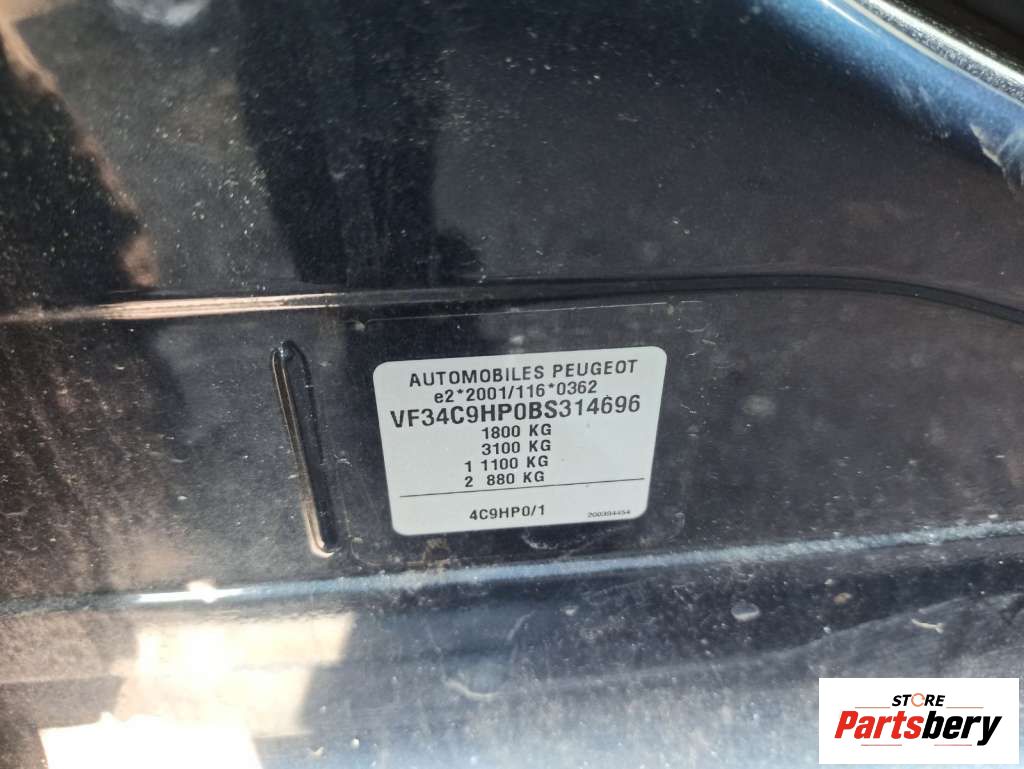 AUTOMOBILES PEUGEOT
e2*2001/116*0362
VF34C9HP0BS314696
1800 KG
3100 KG
1 1100 KG
2 880 KG
4C9HP0/1 200304454
STORE
Partsbery